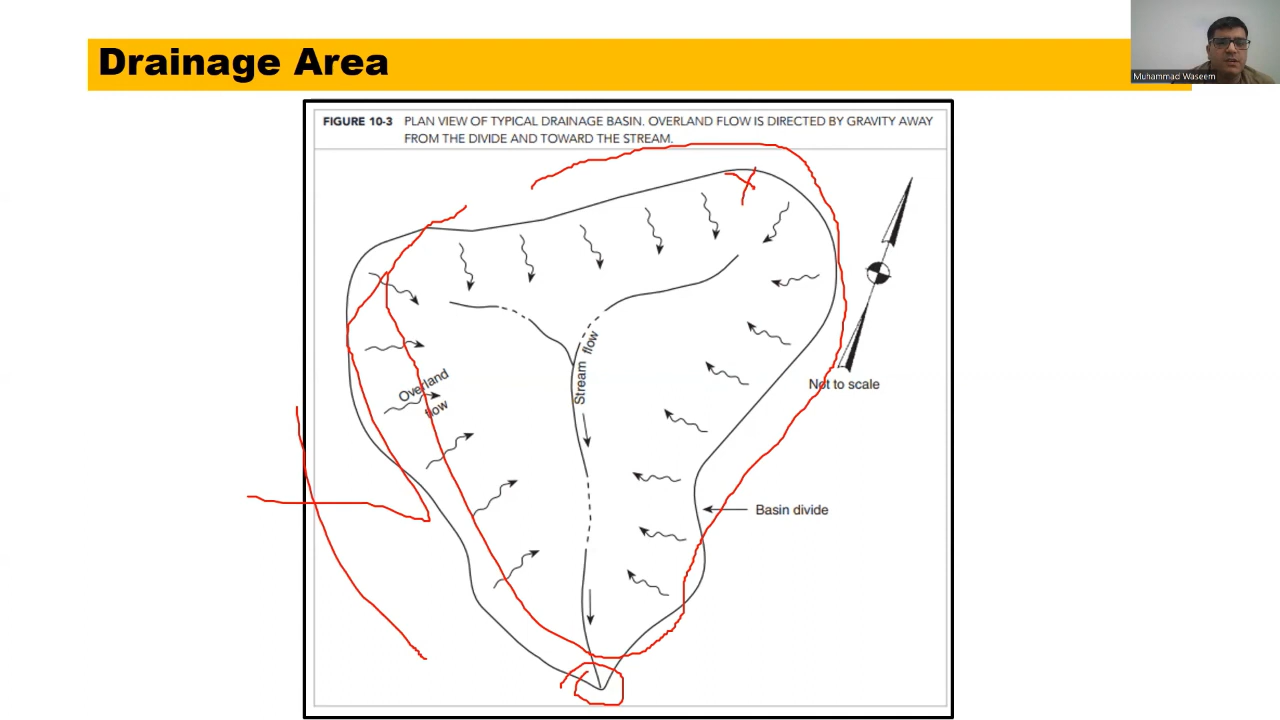 Drainage Area
Muhammad Waseem
FIGURE 10-3 PLAN VIEW OF TYPICAL DRAINAGE BASIN. OVERLAND FLOW IS DIRECTED BY GRAVITY AWAY
FROM THE DIVIDE AND TOWARD THE STREAM.
Stream flow
Not to scale
Overland
flow
Basin divide